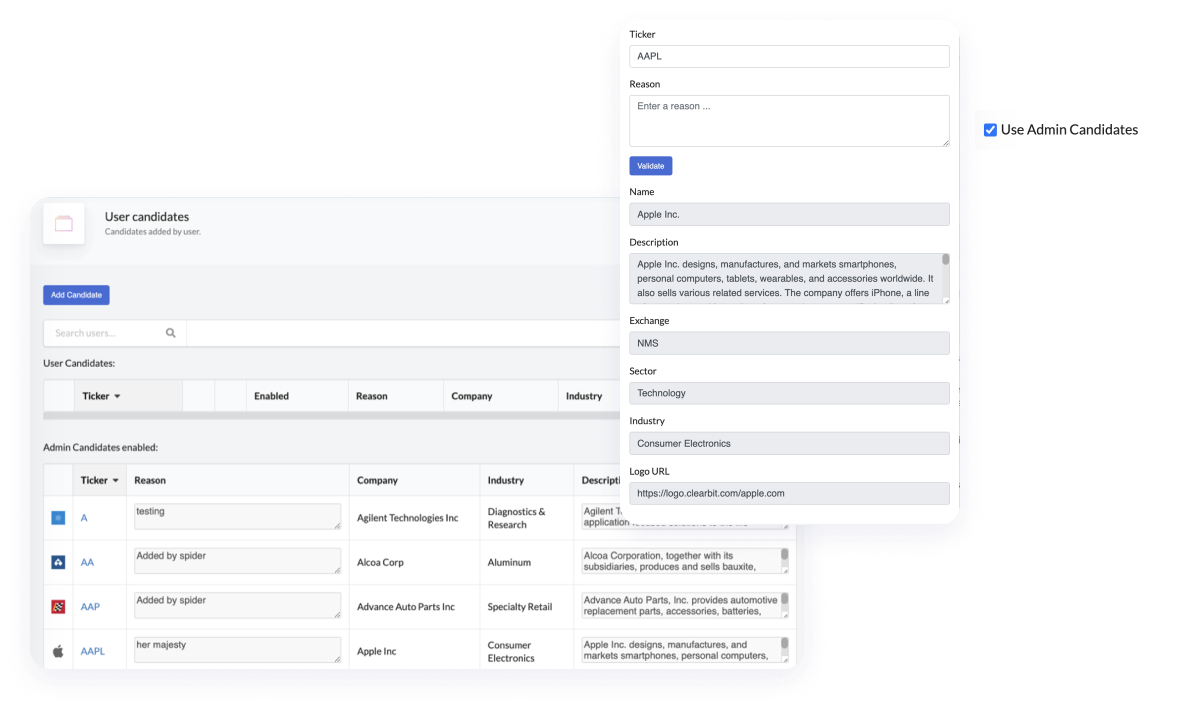 Ticker
AAPL
Reason
Enter a reason ...
Validate
Name
Apple Inc.
Description
Apple Inc. designs, manufactures, and markets smartphones,
personal computers, tablets, wearables, and accessories worldwide. It
also sells various related services. The company offers iPhone, a line
Exchange
NMS
Sector
Technology
Industry
Consumer Electronics
Logo URL
https://logo.clearbit.com/apple.com
Use Admin Candidates
User candidates
Candidates added by user.
Add Candidate
Search users...
User Candidates:
Ticker Enabled Reason Company Industry
Admin Candidates enabled:
Ticker Reason Company Industry
A testing Agilent Technologies Inc Diagnostics &
Research
Agilent
application
AA Added by spider Alcoa Corp Aluminum
Alcoa Corporation, together with its
subsidiaries, produces and sells bauxite,
AAP Added by spider Advance Auto Parts Inc Specialty Retail
Advance Auto Parts, Inc. provides automotive
replacement parts, accessories, batteries,
AAPL her majesty Apple Inc Consumer
Electronics
Apple Inc. designs, manufactures, and
markets smartphones, personal computers,